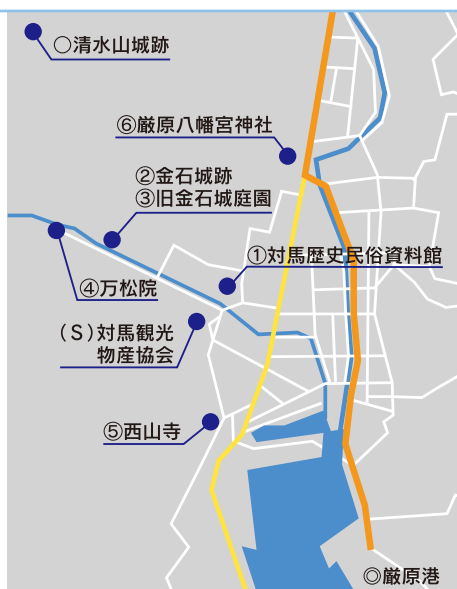 ○清水山城跡
⑥厳原八幡宮神社
②金石城跡
③旧金石城庭園
①対馬歴史民俗資料館
④万松院
(S)対馬観光
物産協会
⑤西山寺
◎厳原港